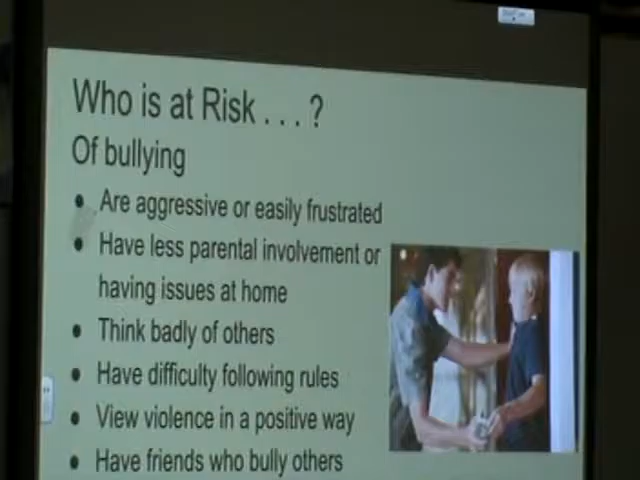 Who is at Risk . . . ?
Of bullying
• Are aggressive or easily frustrated
• Have less parental involvement or
having issues at home
• Think badly of others
• Have difficulty following rules
• View violence in a positive way
• Have friends who bully others